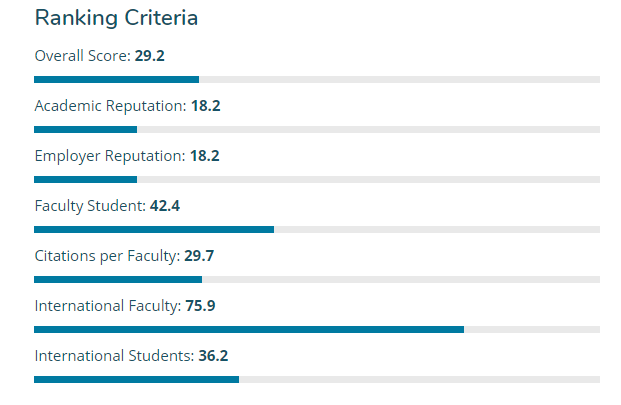 Ranking Criteria
Overall Score: 29.2
Academic Reputation: 18.2
Employer Reputation: 18.2
Faculty Student: 42.4
Citations per Faculty: 29.7
International Faculty: 75.9
International Students: 36.2